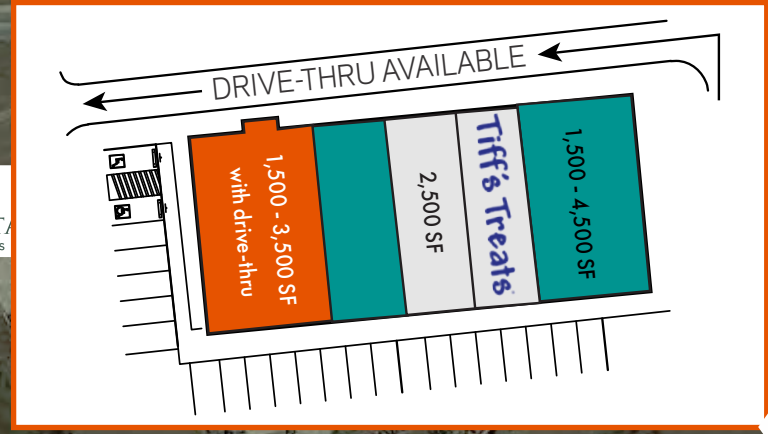 DRIVE-THRU AVAILABLE
1,500 - 3,500 SF
with drive-thru
2,500 SF
Tiff's Treats
1,500 - 4,500 SF